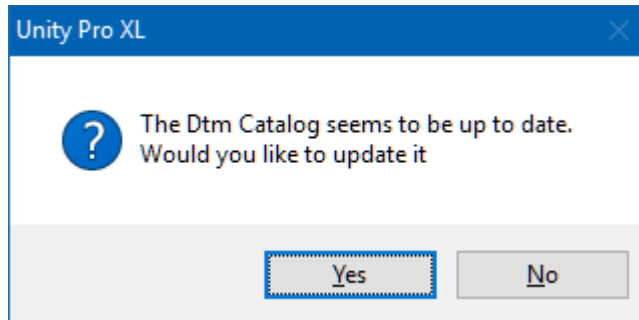 Unity Pro XL
The Dtm Catalog seems to be up to date.
Would you like to update it
Yes
No